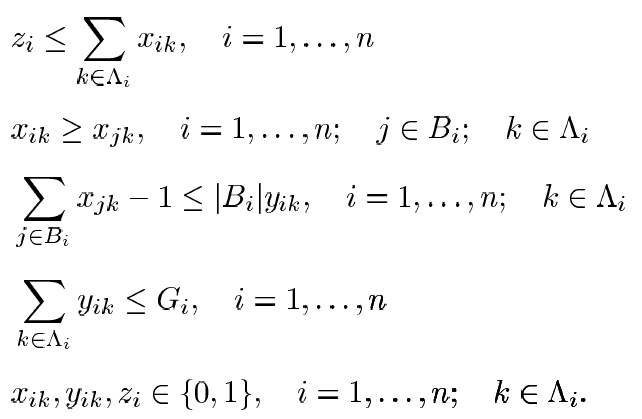 z_i ≤ ∑_{k∈Λ_i} x_{ik}, i = 1, . . . , n
x_{ik} ≥ x_{jk}, i = 1, . . . , n; j ∈ B_i; k ∈ Λ_i
∑_{j∈B_i} x_{jk} − 1 ≤ |B_i|y_{ik}, i = 1, . . . , n; k ∈ Λ_i
∑_{k∈Λ_i} y_{ik} ≤ G_i, i = 1, . . . , n
x_{ik}, y_{ik}, z_i ∈ {0, 1}, i = 1, . . . , n; k ∈ Λ_i.